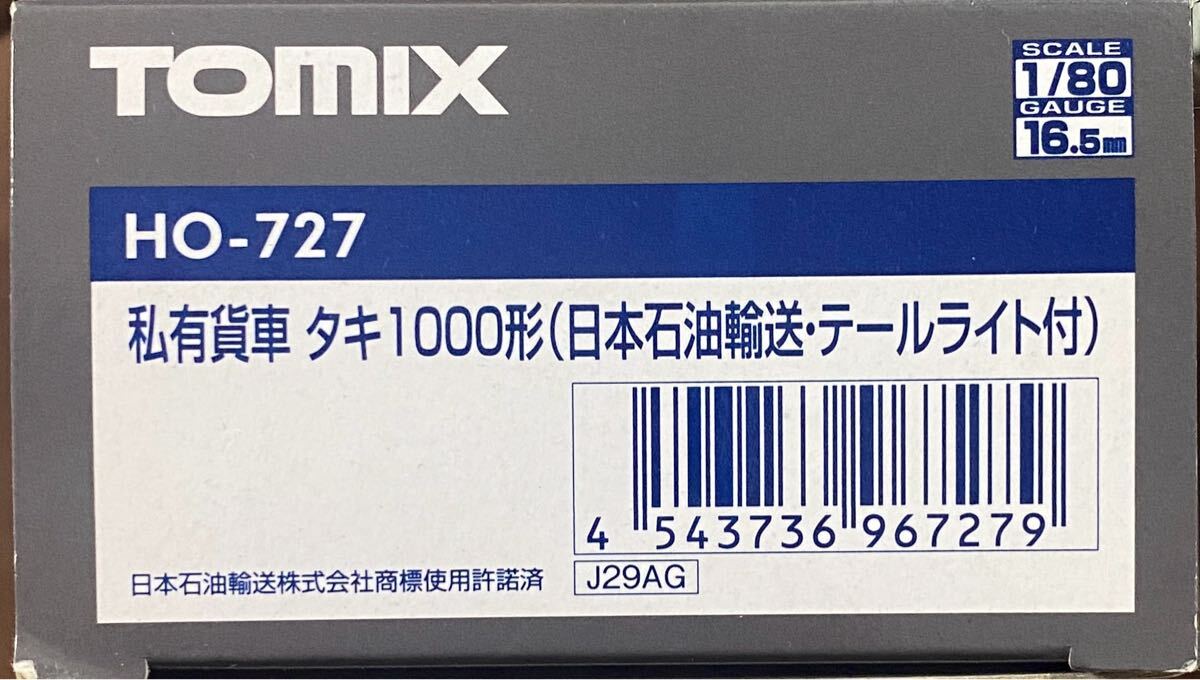 TOMIX
SCALE
1/80
GAUGE
16.5mm
HO-727
私有貨車 タキ1000形(日本石油輸送・テールライト付)
4 543736 967279
日本石油輸送株式会社商標使用許諾済
J29AG